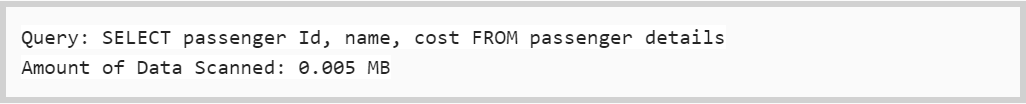 Query: SELECT passenger Id, name, cost FROM passenger details
Amount of Data Scanned: 0.005 MB